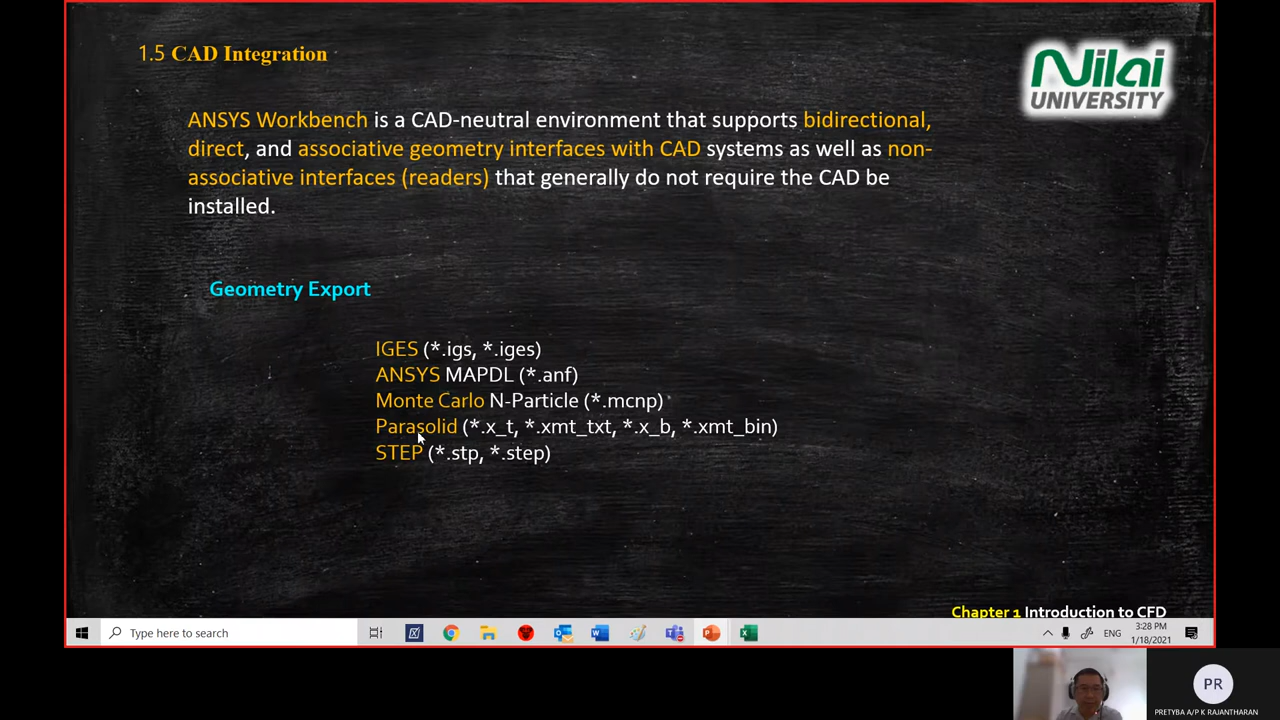 1.5 CAD Integration
Nilai
UNIVERSITY
ANSYS Workbench is a CAD-neutral environment that supports bidirectional,
direct, and associative geometry interfaces with CAD systems as well as non-
associative interfaces (readers) that generally do not require the CAD be
installed.
Geometry Export
IGES (*.igs, *.iges)
ANSYS MAPDL (*.anf)
Monte Carlo N-Particle (*.mcnp)
Parasolid (*.x_t, *.xmt_txt, *.x_b, *.xmt_bin)
STEP (*.stp, *.step)
Chapter 1 Introduction to CFD
Type here to search
ENG
3:28 PM
1/18/2021
PR
PRETYBA A/P K RAJANTHARAN